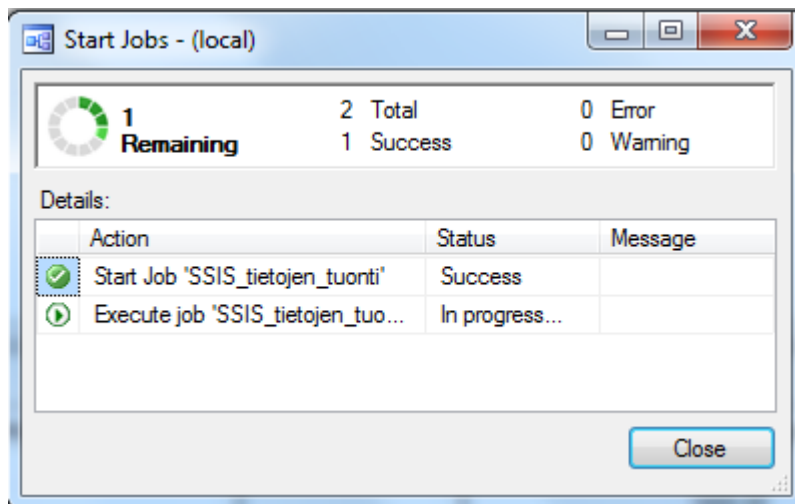 Start Jobs - (local)
1 Remaining
2 Total
0 Error
1 Success
0 Warning
Details:
Action Status Message
Start Job 'SSIS_tietojen_tuonti' Success
Execute job 'SSIS_tietojen_tuo... In progress...
Close